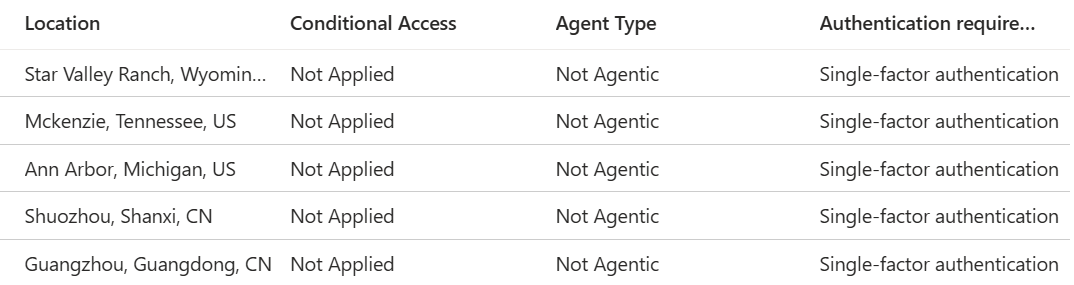 Location Conditional Access Agent Type Authentication require...
Star Valley Ranch, Wyomin... Not Applied Not Agentic Single-factor authentication
Mckenzie, Tennessee, US Not Applied Not Agentic Single-factor authentication
Ann Arbor, Michigan, US Not Applied Not Agentic Single-factor authentication
Shuozhou, Shanxi, CN Not Applied Not Agentic Single-factor authentication
Guangzhou, Guangdong, CN Not Applied Not Agentic Single-factor authentication